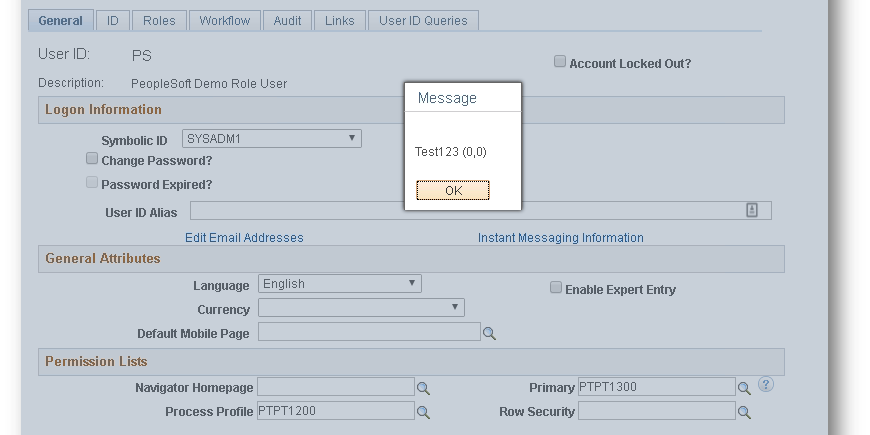 General ID Roles Workflow Audit Links User ID Queries
User ID: PS
Account Locked Out?
Description: PeopleSoft Demo Role User
Message
Test123 (0,0)
OK
Logon Information
Symbolic ID SYSADM1
Change Password?
Password Expired?
User ID Alias
Edit Email Addresses Instant Messaging Information
General Attributes
Language English Enable Expert Entry
Currency
Default Mobile Page
Permission Lists
Navigator Homepage Primary PTPT1300 ?
Process Profile PTPT1200 Row Security